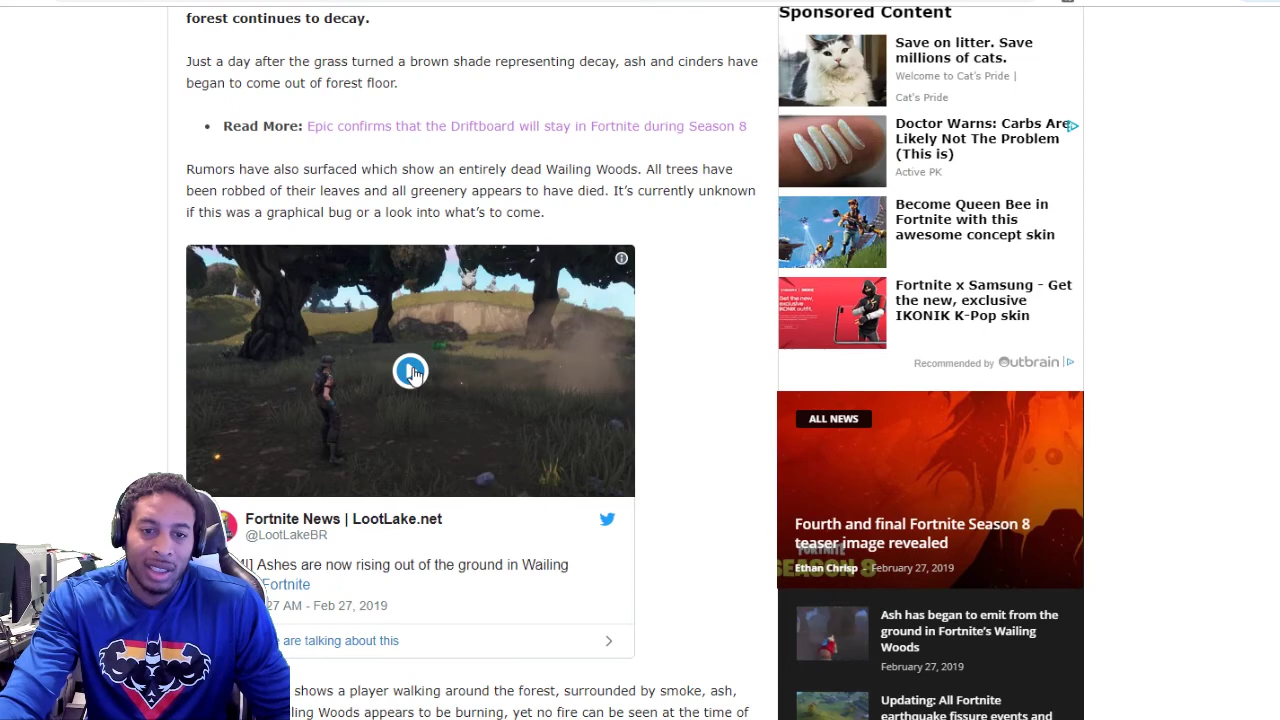 forest continues to decay.
Just a day after the grass turned a brown shade representing decay, ash and cinders have
began to come out of forest floor.
Read More: Epic confirms that the Driftboard will stay in Fortnite during Season 8
Rumors have also surfaced which show an entirely dead Wailing Woods. All trees have
been robbed of their leaves and all greenery appears to have died. It's currently unknown
if this was a graphical bug or a look into what's to come.
Fortnite News | LootLake.net
@LootLakeBR
Ashes are now rising out of the ground in Wailing
Fortnite
27 AM - Feb 27, 2019
are talking about this
shows a player walking around the forest, surrounded by smoke, ash,
ling Woods appears to be burning, yet no fire can be seen at the time of
Sponsored Content
Save on litter. Save
millions of cats.
Welcome to Cat's Pride |
Cat's Pride
Doctor Warns: Carbs Are
Likely Not The Problem
(This is)
Active PK
Become Queen Bee in
Fortnite with this
awesome concept skin
Fortnite x Samsung - Get
the new, exclusive
IKONIK K-Pop skin
Recommended by Outbrain
ALL NEWS
Fourth and final Fortnite Season 8
teaser image revealed
FORTNITE
SEASON 8
Ethan Chrisp - February 27, 2019
Ash has began to emit from the
ground in Fortnite's Wailing
Woods
February 27, 2019
Updating: All Fortnite
earthquake fissure events and